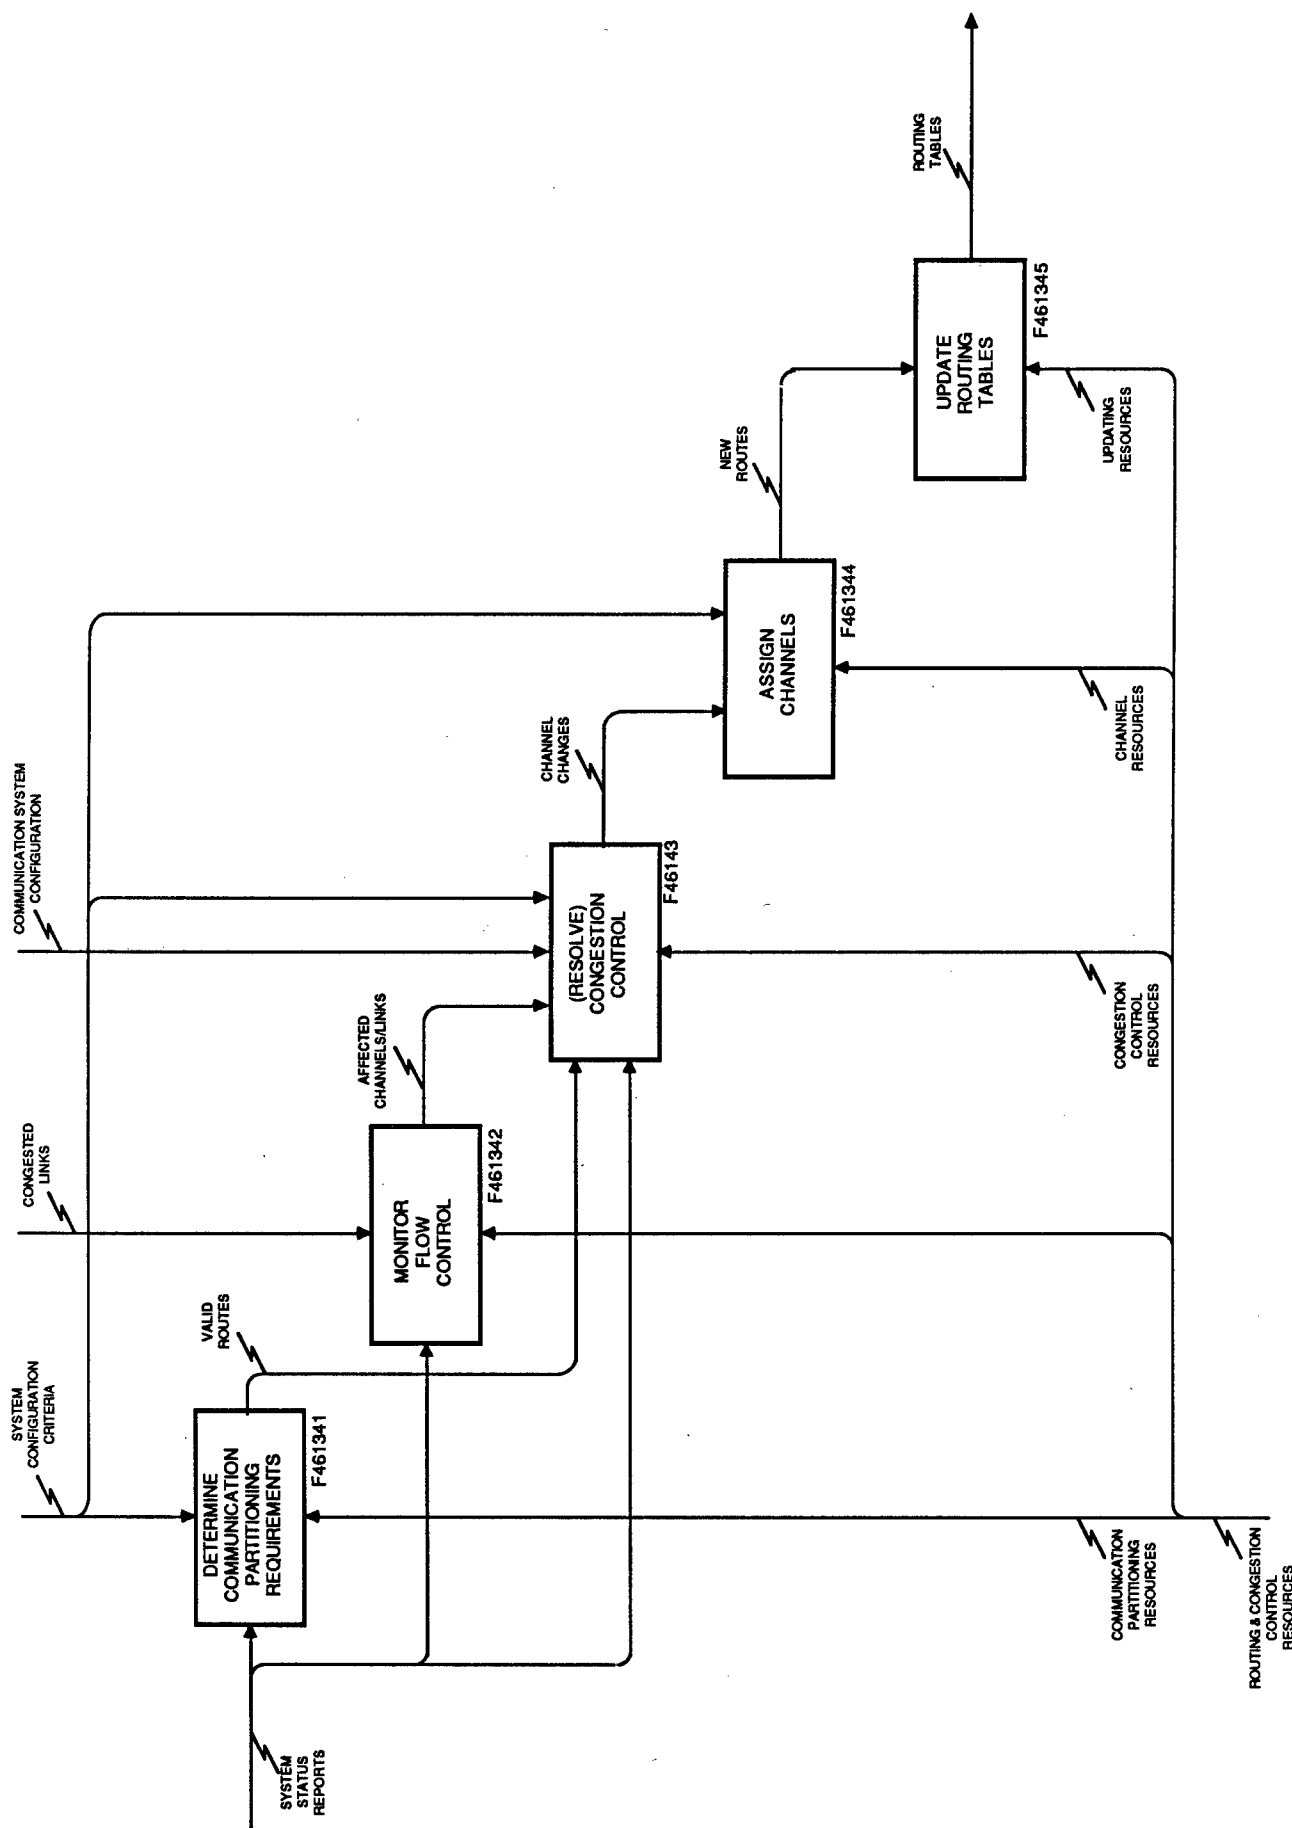 SYSTEM
CONFIGURATION
CRITERIA
CONGESTED
LINKS
COMMUNICATION SYSTEM
CONFIGURATION
SYSTEM
STATUS
REPORTS
DETERMINE
COMMUNICATION
PARTITIONING
REQUIREMENTS
F461341
VALID
ROUTES
MONITOR
FLOW
CONTROL
F461342
AFFECTED
CHANNELS/LINKS
(RESOLVE)
CONGESTION
CONTROL
F46143
CHANNEL
CHANGES
ASSIGN
CHANNELS
F461344
NEW
ROUTES
UPDATE
ROUTING
TABLES
F461345
ROUTING
TABLES
COMMUNICATION
PARTITIONING
RESOURCES
CONGESTION
CONTROL
RESOURCES
CHANNEL
RESOURCES
UPDATING
RESOURCES
ROUTING & CONGESTION
CONTROL
RESOURCES